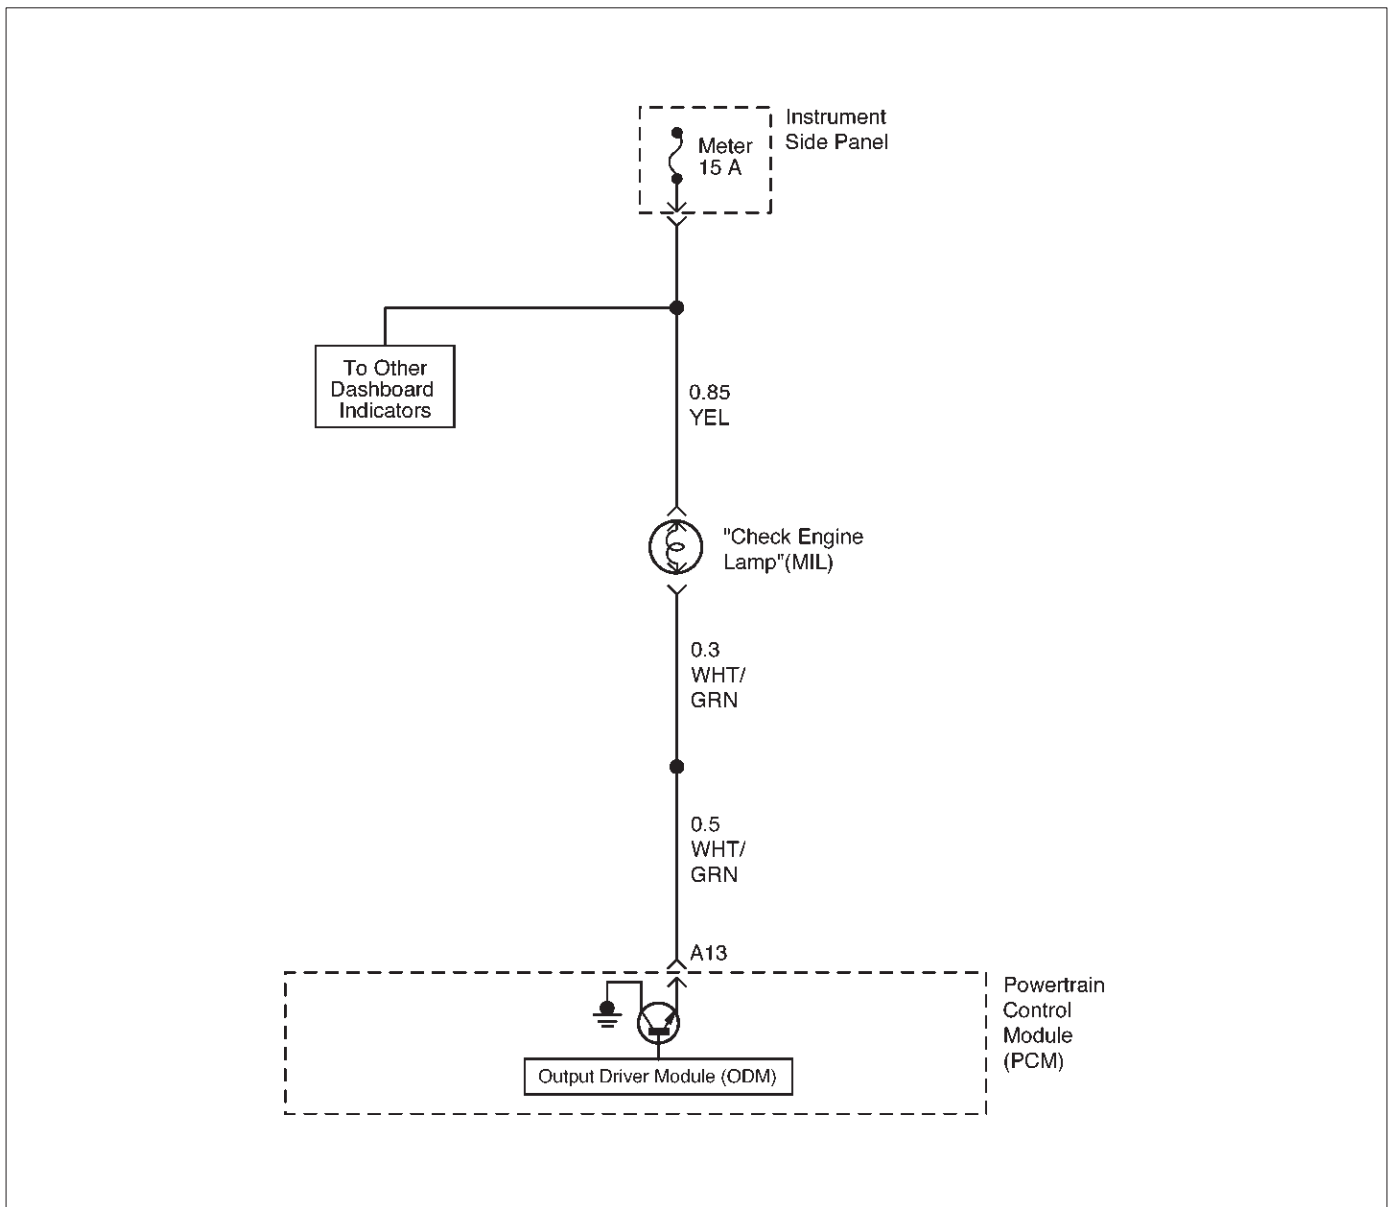 Instrument
Side Panel
Meter
15 A
To Other
Dashboard
Indicators
0.85
YEL
"Check Engine
Lamp"(MIL)
0.3
WHT/
GRN
0.5
WHT/
GRN
A13
Powertrain
Control
Module
(PCM)
Output Driver Module (ODM)